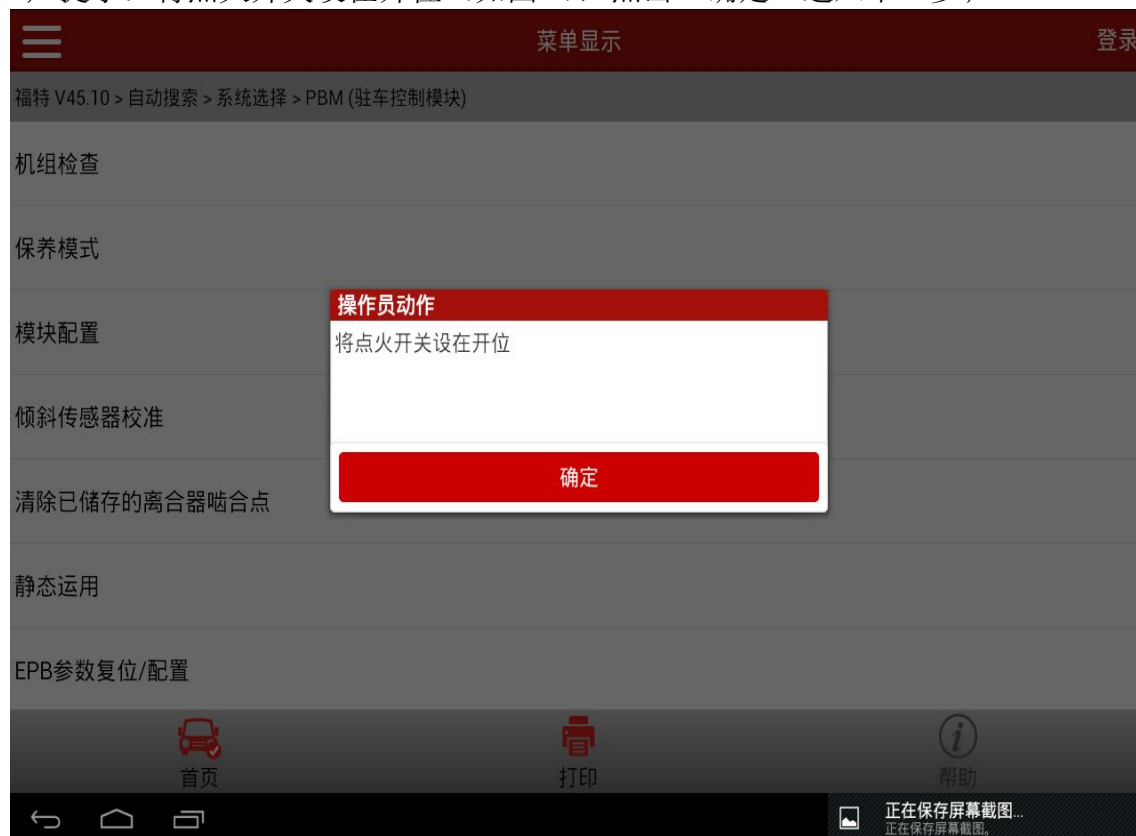 菜单显示
登录
福特 V45.10 > 自动搜索 > 系统选择 > PBM (驻车控制模块)
机组检查
保养模式
操作员动作
模块配置
将点火开关设在开位
倾斜传感器校准
确定
清除已储存的离合器啮合点
静态运用
EPB参数复位/配置
首页
打印
帮助
正在保存屏幕截图...
正在保存屏幕截图。